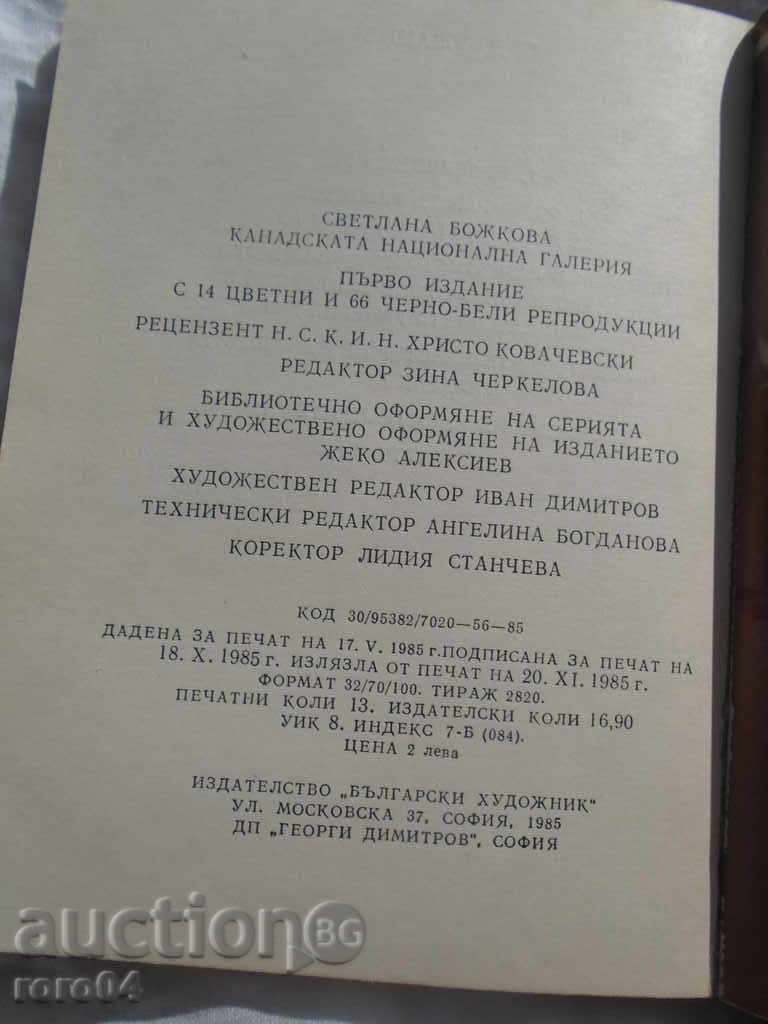 СВЕТЛАНА БОЖКОВА
КАНАДСКАТА НАЦИОНАЛНА ГАЛЕРИЯ
ПЪРВО ИЗДАНИЕ
С 14 ЦВЕТНИ И 66 ЧЕРНО-БЕЛИ РЕПРОДУКЦИИ
РЕЦЕНЗЕНТ Н. С. К. И. Н. ХРИСТО КОВАЧЕВСКИ
РЕДАКТОР ЗИНА ЧЕРКЕЛОВА
БИБЛИОТЕЧНО ОФОРМЯНЕ НА СЕРИЯТА
И ХУДОЖЕСТВЕНО ОФОРМЯНЕ НА ИЗДАНИЕТО
ЖЕКО АЛЕКСИЕВ
ХУДОЖЕСТВЕН РЕДАКТОР ИВАН ДИМИТРОВ
ТЕХНИЧЕСКИ РЕДАКТОР АНГЕЛИНА БОГДАНОВА
КОРЕКТОР ЛИДИЯ СТАНЧЕВА
КОД 30/95382/7020—56—85
ДАДЕНА ЗА ПЕЧАТ НА 17. V. 1985 г. ПОДПИСАНА ЗА ПЕЧАТ НА
18. X. 1985 г. ИЗЛЯЗЛА ОТ ПЕЧАТ НА 20. XI. 1985 г.
ФОРМАТ 32/70/100. ТИРАЖ 2820.
ПЕЧАТНИ КОЛИ 13. ИЗДАТЕЛСКИ КОЛИ 16,90
УИК 8. ИНДЕКС 7-Б (084).
ЦЕНА 2 лева
ИЗДАТЕЛСТВО „БЪЛГАРСКИ ХУДОЖНИК"
УЛ. МОСКОВСКА 37, СОФИЯ, 1985
ДП „ГЕОРГИ ДИМИТРОВ", СОФИЯ
auction BG
roro04